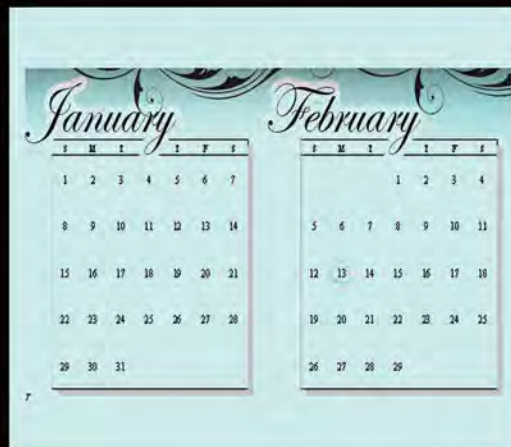 January
S M T T F S
1 2 3 4 5 6 7
8 9 10 11 12 13 14
15 16 17 18 19 20 21
22 23 24 25 26 27 28
29 30 31
February
S M T T F S
1 2 3 4
5 6 7 8 9 10 11
12 13 14 15 16 17 18
19 20 21 22 23 24 25
26 27 28 29
7